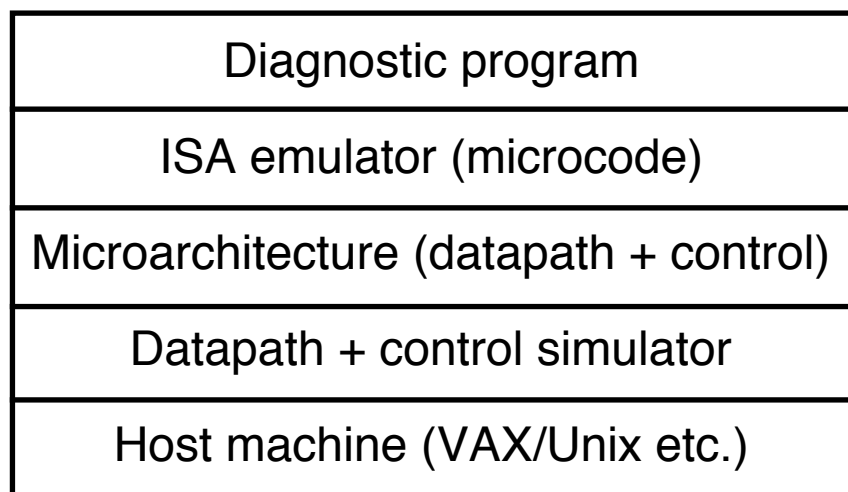 Diagnostic program
ISA emulator (microcode)
Microarchitecture (datapath + control)
Datapath + control simulator
Host machine (VAX/Unix etc.)